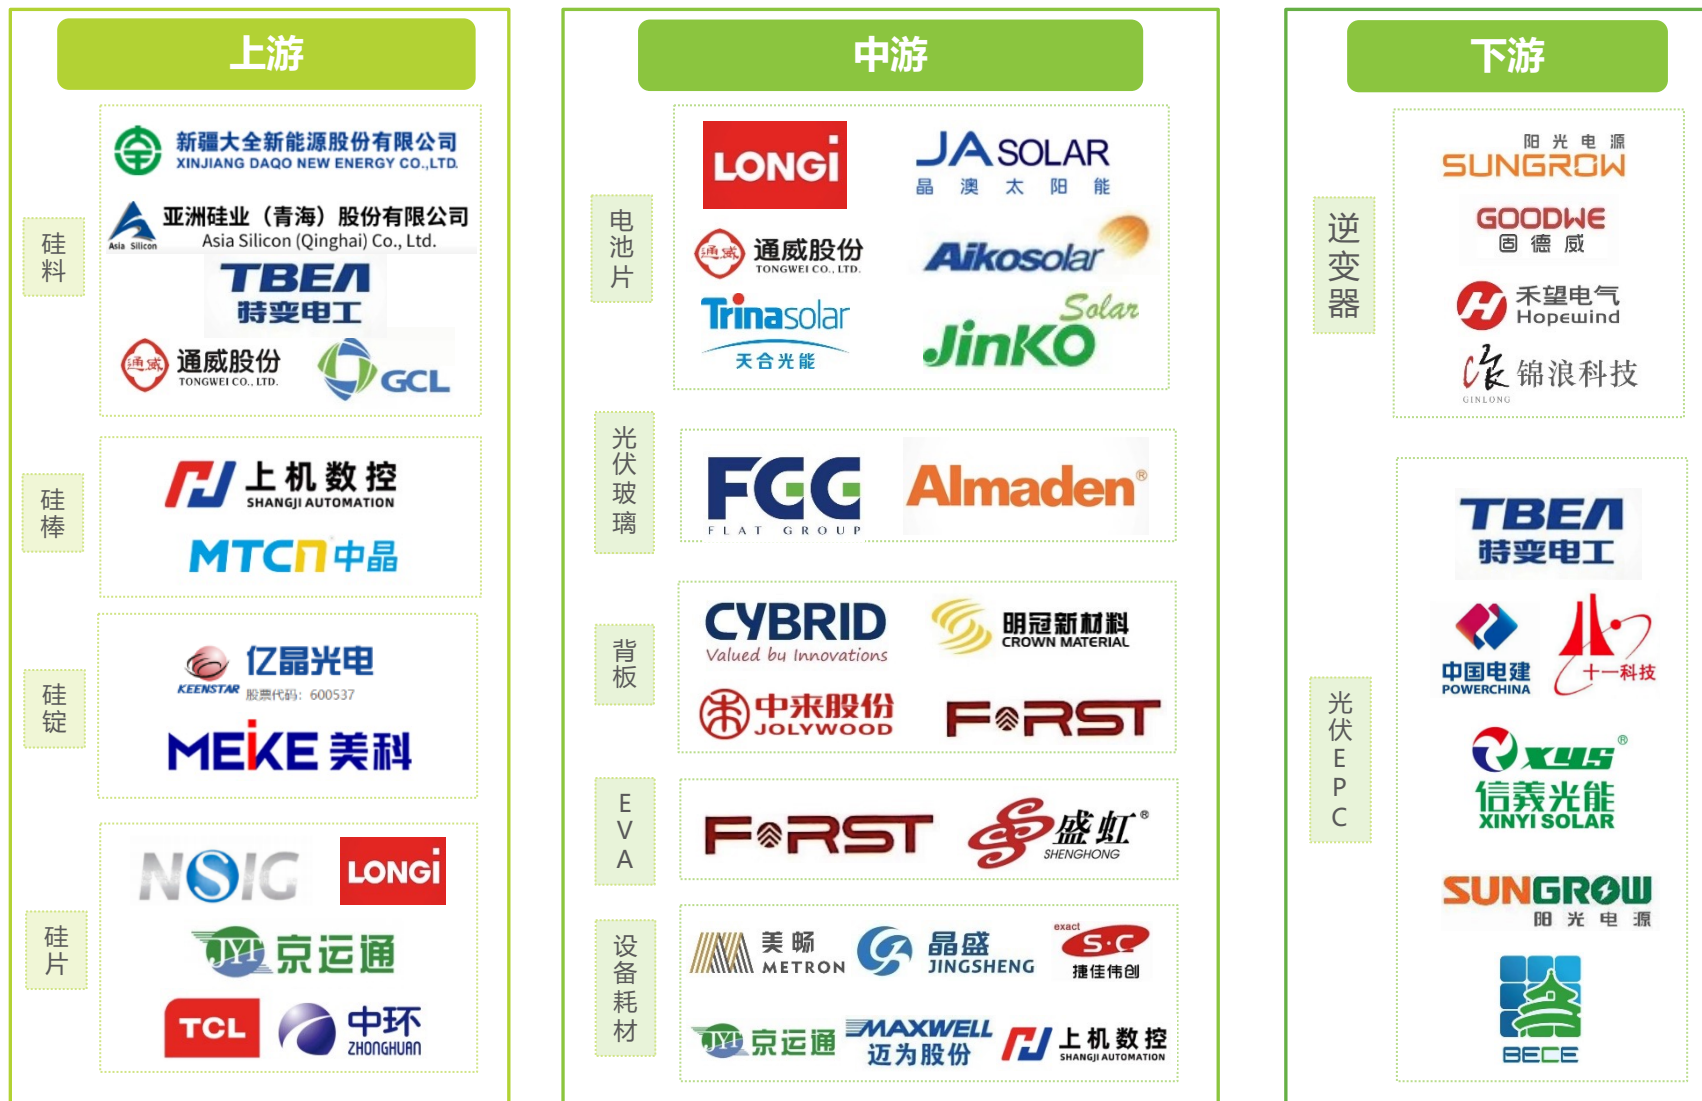 上游
硅料
新疆大全新能源股份有限公司
XINJIANG DAQO NEW ENERGY CO.,LTD.
Asia Silicon
亚洲硅业（青海）股份有限公司
Asia Silicon (Qinghai) Co., Ltd.
TBEA
特变电工
通威
通威股份
TONGWEI CO., LTD.
GCL
硅棒
上机数控
SHANGJI AUTOMATION
MTCN中晶
硅锭
KEENSTAR
亿晶光电
股票代码：600537
MEIKE 美科
硅片
NSIG
LONGi
JYT 京运通
TCL
中环
ZHONGHUAN
中游
电池片
LONGi
JA SOLAR
晶澳太阳能
通威
通威股份
TONGWEI CO., LTD.
Aikosolar
Trinasolar
天合光能
Solar
JinKO
光伏玻璃
FGG
FLAT GROUP
Almaden®
背板
CYBRID
Valued by Innovations
明冠新材料
CROWN MATERIAL
中来股份
JOLYWOOD
FIRST
EVA
FIRST
盛虹®
SHENGHONG
设备耗材
美畅
METRON
晶盛
JINGSHENG
exact
S·C
捷佳伟创
JYT 京运通
MAXWELL
迈为股份
上机数控
SHANGJI AUTOMATION
下游
逆变器
阳光电源
SUNGROW
GOODWE
固德威
禾望电气
Hopewind
GINLONG
锦浪科技
光伏EPC
TBEA
特变电工
中国电建
POWERCHINA
十一科技
XYS®
信義光能
XINYI SOLAR
SUNGROW
阳光电源
BECE